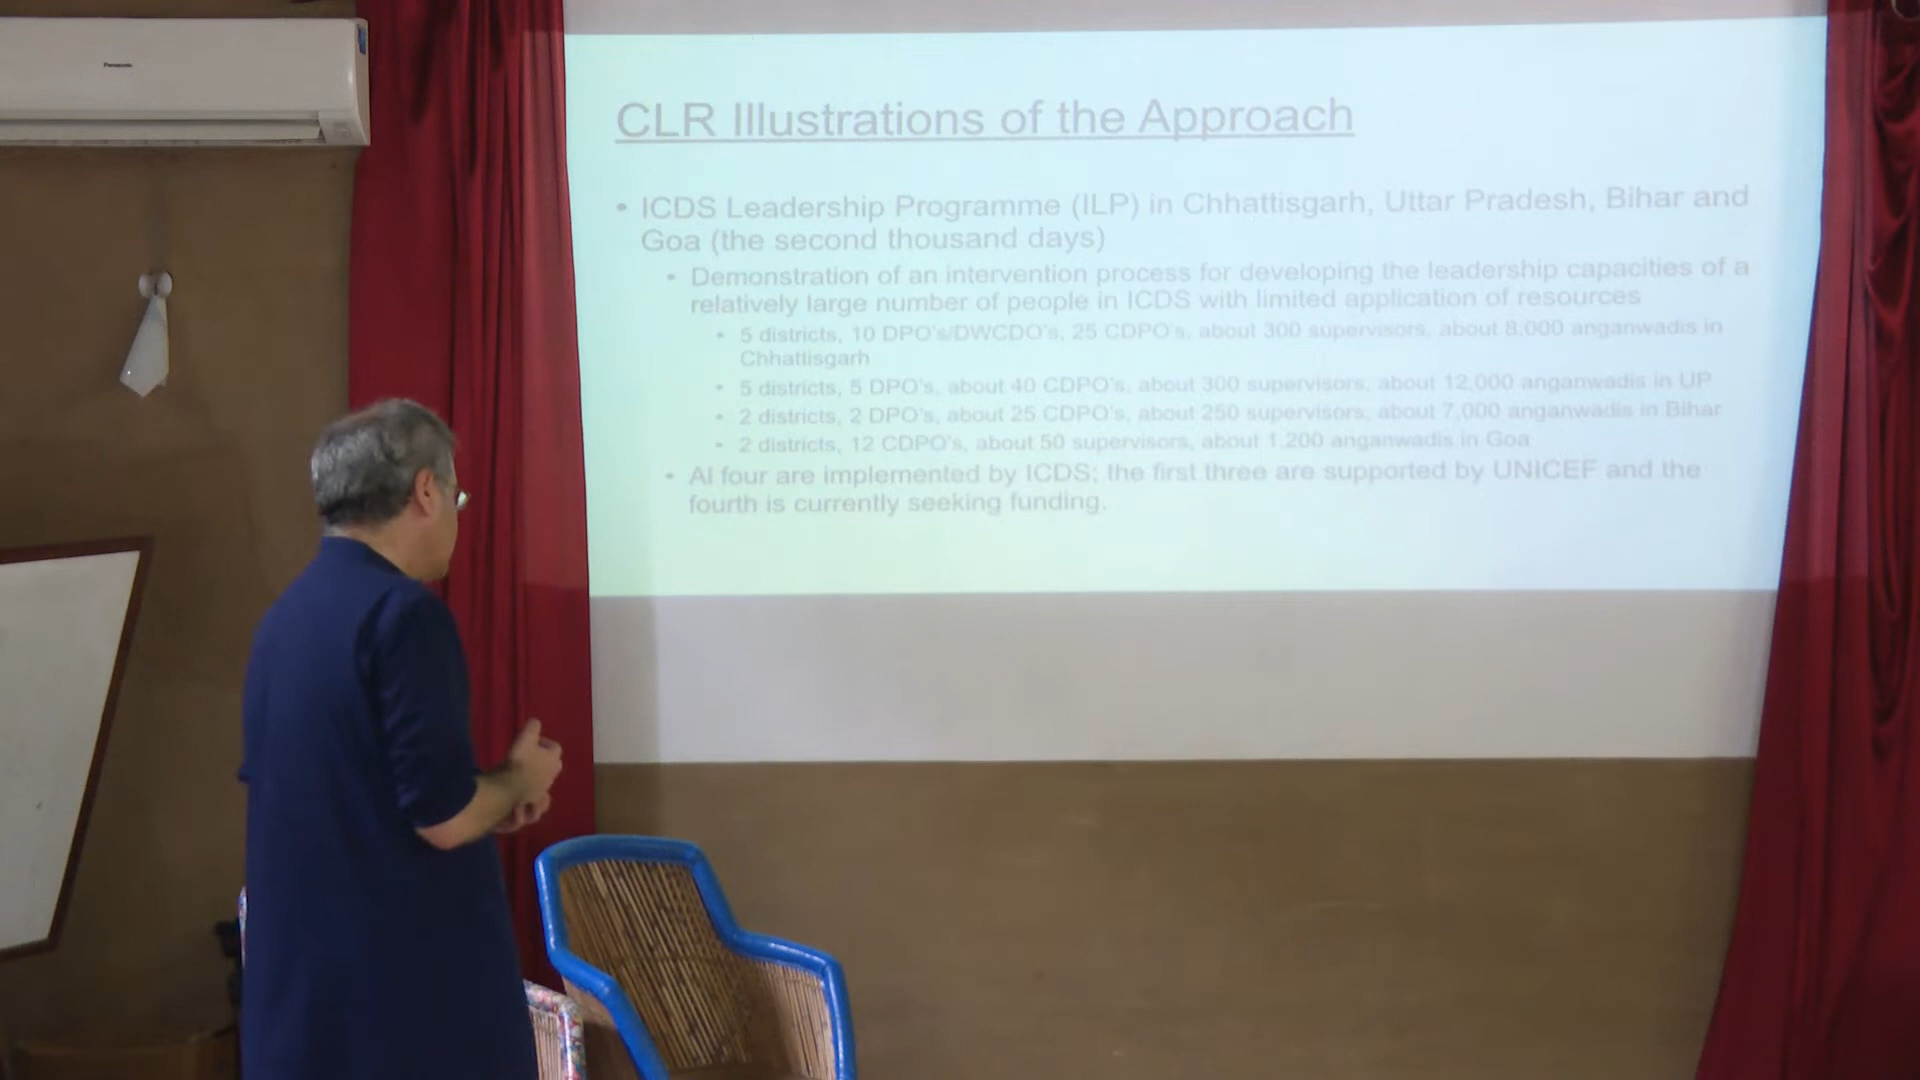 Panasonic
CLR Illustrations of the Approach
• ICDS Leadership Programme (ILP) in Chhattisgarh, Uttar Pradesh, Bihar and
Goa (the second thousand days)
• Demonstration of an intervention process for developing the leadership capacities of a
relatively large number of people in ICDS with limited application of resources
• 5 districts, 10 DPO's/DWCDO's, 25 CDPO's, about 300 supervisors, about 8,000 anganwadis in
Chhattisgarh
• 5 districts, 5 DPO's, about 40 CDPO's, about 300 supervisors, about 12,000 anganwadis in UP
• 2 districts, 2 DPO's, about 25 CDPO's, about 250 supervisors, about 7,000 anganwadis in Bihar
• 2 districts, 12 CDPO's, about 50 supervisors, about 1,200 anganwadis in Goa
• Al four are implemented by ICDS; the first three are supported by UNICEF and the
fourth is currently seeking funding.